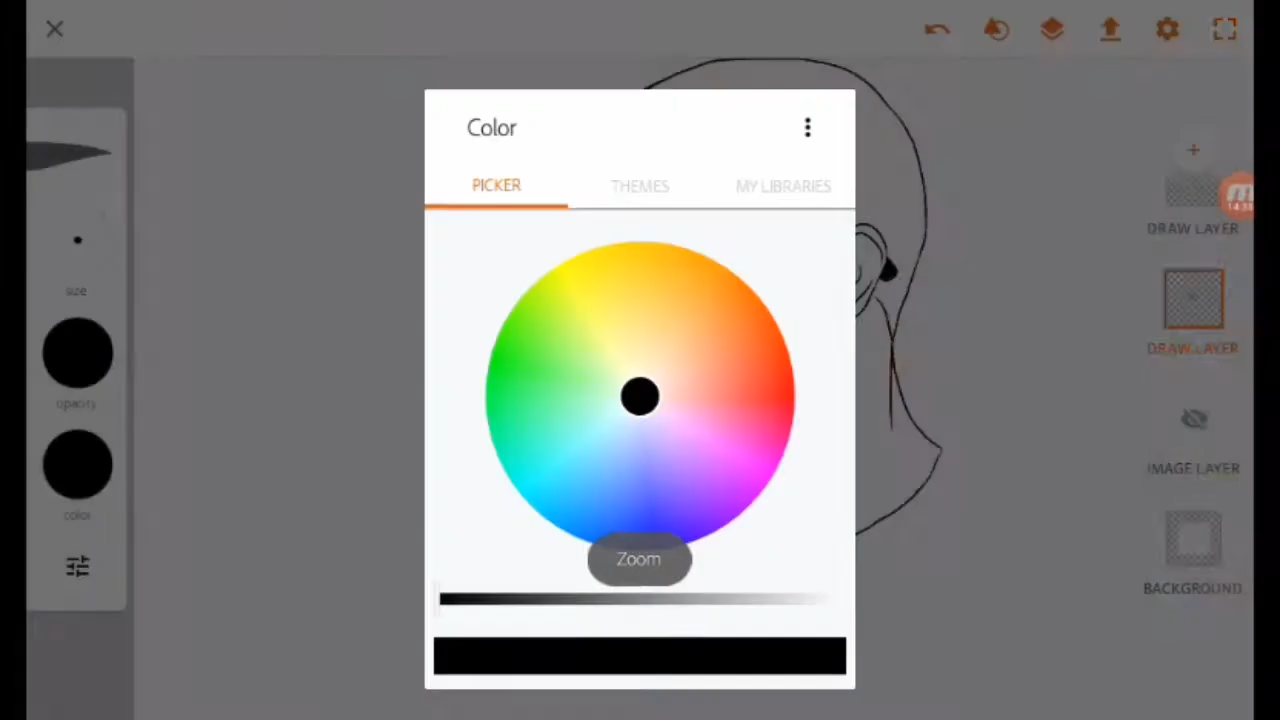 Color
PICKER
THEMES
MY LIBRARIES
Zoom
size
opacity
color
DRAW LAYER
DRAW LAYER
IMAGE LAYER
BACKGROUND